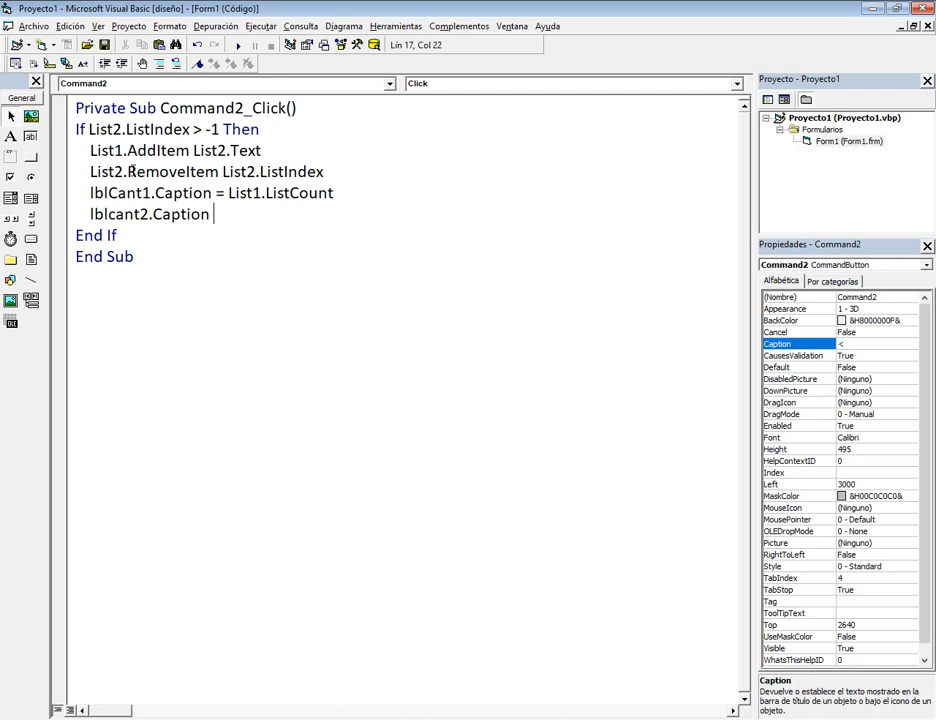 Proyecto1 - Microsoft Visual Basic [diseño] - [Form1 (Código)]
Archivo Edición Ver Proyecto Formato Depuración Ejecutar Consulta Diagrama Herramientas Complementos Ventana Ayuda
Lín 17, Col 22
General
Command2 Click
Private Sub Command2_Click()
If List2.ListIndex > -1 Then
List1.AddItem List2.Text
List2.RemoveItem List2.ListIndex
lblCant1.Caption = List1.ListCount
lblcant2.Caption
End If
End Sub
Proyecto - Proyecto1
Proyecto1 (Proyecto1.vbp)
Formularios
Form1 (Form1.frm)
Propiedades - Command2
Command2 CommandButton
Alfabética Por categorías
(Nombre) Command2
Appearance 1 - 3D
BackColor &H8000000F&
Cancel False
Caption <
CausesValidation True
Default False
DisabledPicture (Ninguno)
DownPicture (Ninguno)
DragIcon (Ninguno)
DragMode 0 - Manual
Enabled True
Font Calibri
Height 495
HelpContextID 0
Index
Left 3000
MaskColor &H00C0C0C0&
MouseIcon (Ninguno)
MousePointer 0 - Default
OLEDropMode 0 - None
Picture (Ninguno)
RightToLeft False
Style 0 - Standard
TabIndex 4
TabStop True
Tag
ToolTipText
Top 2640
UseMaskColor False
Visible True
WhatsThisHelpID 0
Caption
Devuelve o establece el texto mostrado en la
barra de título de un objeto o bajo el icono de un
objeto.